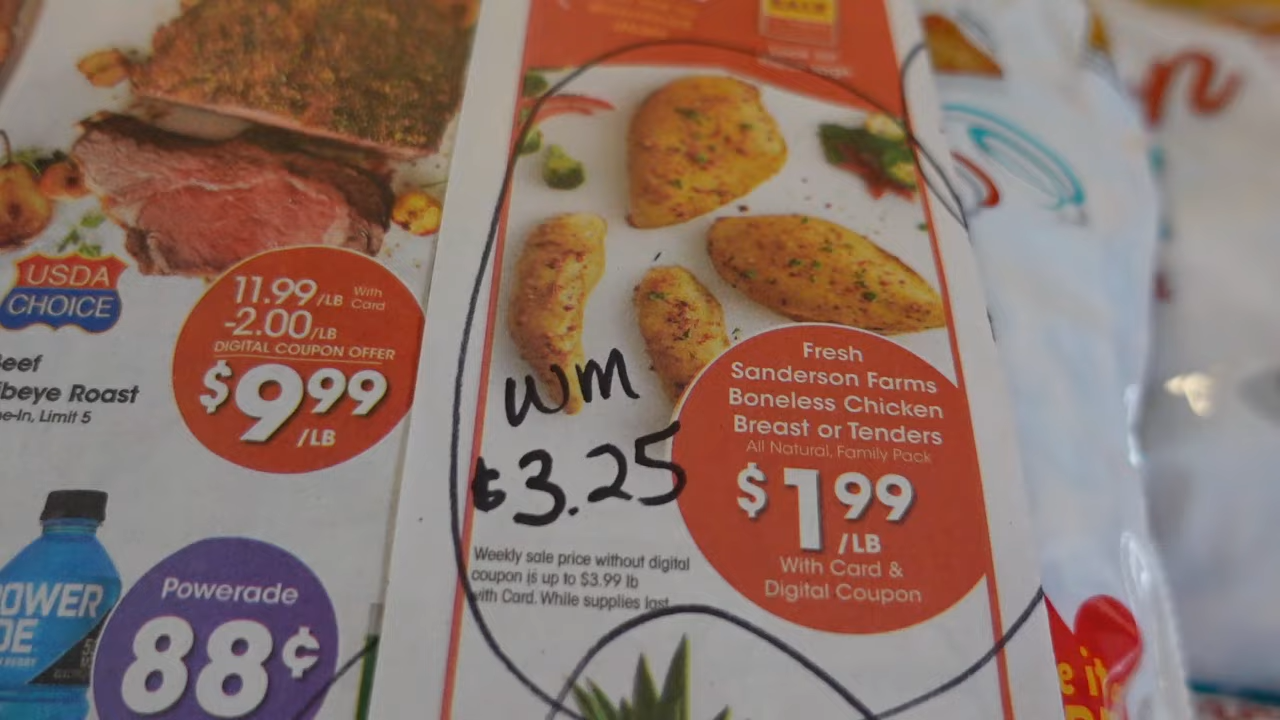 USDA
CHOICE
11.99/LB With Card
-2.00/LB
DIGITAL COUPON OFFER
$9.99
/LB
Roast
Limit 5
Powerade
88¢
WM
$3.25
Fresh
Sanderson Farms
Boneless Chicken
Breast or Tenders
All Natural, Family Pack
$1.99
/LB
With Card &
Digital Coupon
Weekly sale price without digital
coupon is up to $3.99 lb
with Card. While supplies last.